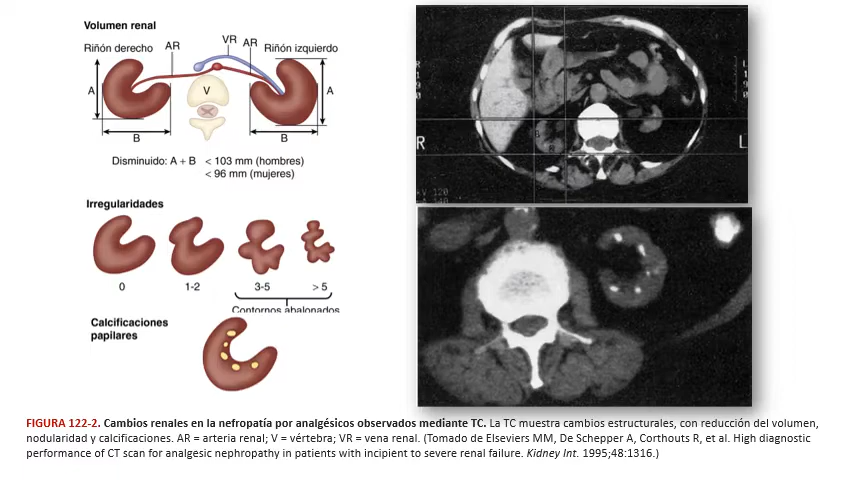 Volumen renal
Riñón derecho AR VR AR Riñón izquierdo
A V A
B B
Disminuido: A + B < 103 mm (hombres)
< 96 mm (mujeres)
Irregularidades
0 1-2 3-5 > 5
Contornos abalonados
Calcificaciones
papilares
R
L
B
R
KV 120
FIGURA 122-2. Cambios renales en la nefropatía por analgésicos observados mediante TC. La TC muestra cambios estructurales, con reducción del volumen,
nodularidad y calcificaciones. AR = arteria renal; V = vértebra; VR = vena renal. (Tomado de Elseviers MM, De Schepper A, Corthouts R, et al. High diagnostic
performance of CT scan for analgesic nephropathy in patients with incipient to severe renal failure. Kidney Int. 1995;48:1316.)